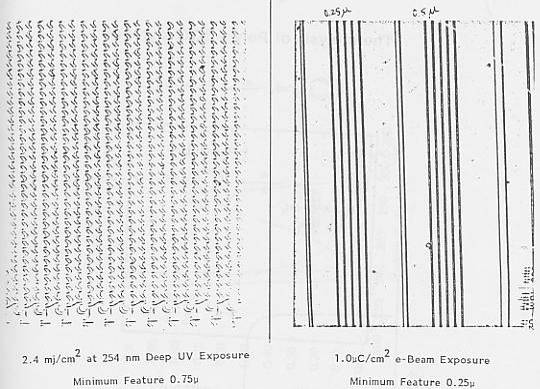 0.25µ 0.5µ
2.4 mj/cm² at 254 nm Deep UV Exposure
Minimum Feature 0.75µ
1.0µC/cm² e-Beam Exposure
Minimum Feature 0.25µ